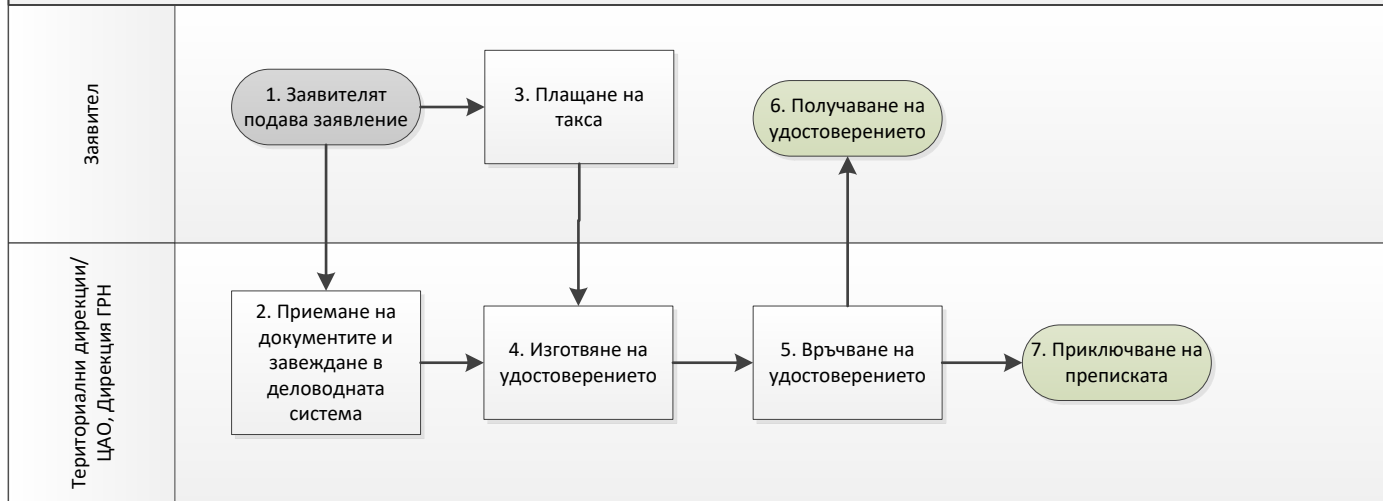 Заявител
1. Заявителят
подава заявление
3. Плащане на
такса
6. Получаване на
удостоверението
Териториални дирекции/
ЦАО, Дирекция ГРН
2. Приемане на
документите и
завеждане в
деловодната
система
4. Изготвяне на
удостоверението
5. Връчване на
удостоверението
7. Приключване на
преписката